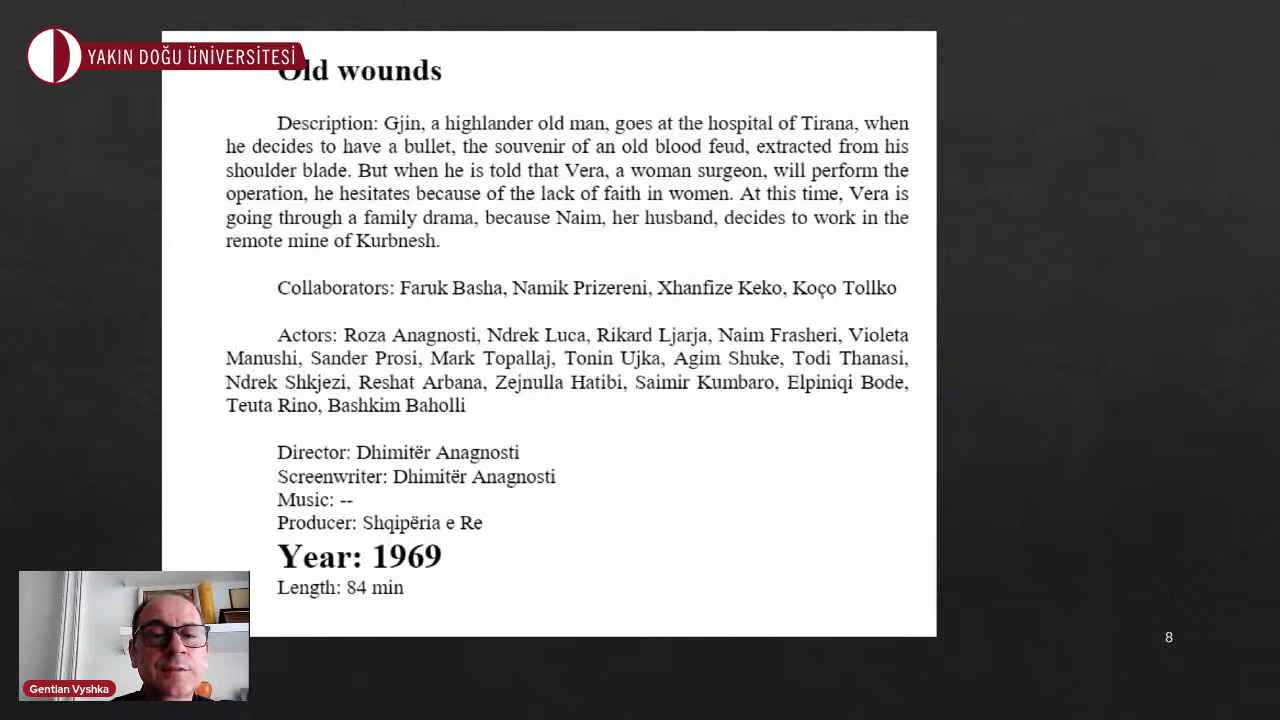 YAKIN DOĞU ÜNİVERSİTESİ
Old wounds
Description: Gjin, a highlander old man, goes at the hospital of Tirana, when
he decides to have a bullet, the souvenir of an old blood feud, extracted from his
shoulder blade. But when he is told that Vera, a woman surgeon, will perform the
operation, he hesitates because of the lack of faith in women. At this time, Vera is
going through a family drama, because Naim, her husband, decides to work in the
remote mine of Kurbnesh.
Collaborators: Faruk Basha, Namik Prizereni, Xhanfize Keko, Koço Tollko
Actors: Roza Anagnosti, Ndrek Luca, Rikard Ljarja, Naim Frasheri, Violeta
Manushi, Sander Prosi, Mark Topallaj, Tonin Ujka, Agim Shuke, Todi Thanasi,
Ndrek Shkjezi, Reshat Arbana, Zejnulla Hatibi, Saimir Kumbaro, Elpiniqi Bode,
Teuta Rino, Bashkim Baholli
Director: Dhimitër Anagnosti
Screenwriter: Dhimitër Anagnosti
Music: --
Producer: Shqipëria e Re
Year: 1969
Length: 84 min
Gentian Vyshka
8